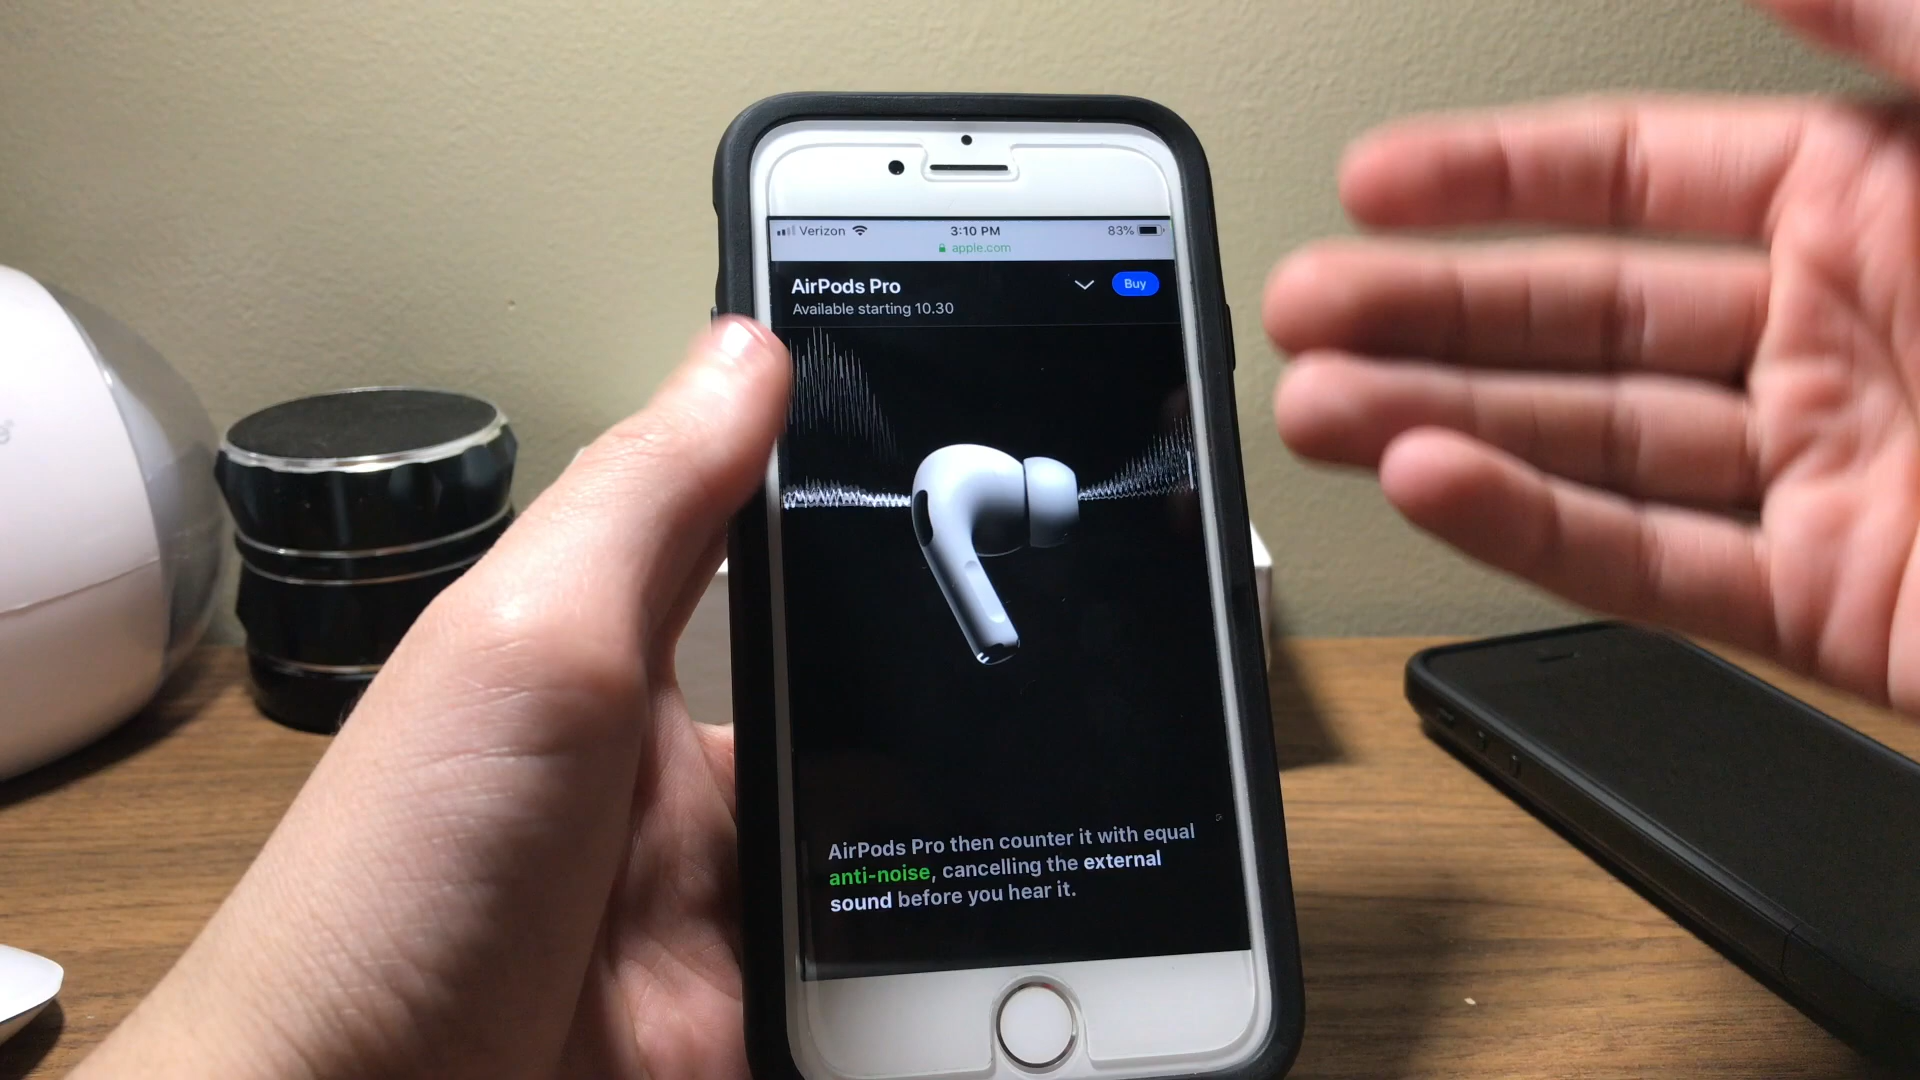 Verizon 3:10 PM 83%
apple.com
AirPods Pro Buy
Available starting 10.30
AirPods Pro then counter it with equal
anti-noise, cancelling the external
sound before you hear it.